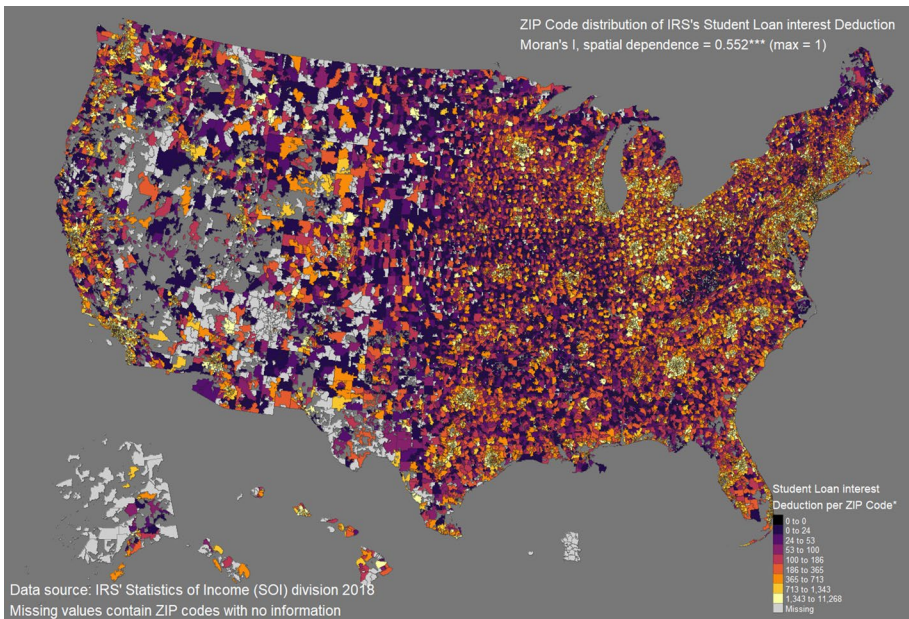 ZIP Code distribution of IRS's Student Loan interest Deduction
Moran's I, spatial dependence = 0.552*** (max = 1)
Student Loan interest
Deduction per ZIP Code*
0 to 0
0 to 24
24 to 53
53 to 100
100 to 186
186 to 365
365 to 713
713 to 1,343
1,343 to 11,268
Missing
Data source: IRS' Statistics of Income (SOI) division 2018
Missing values contain ZIP codes with no information